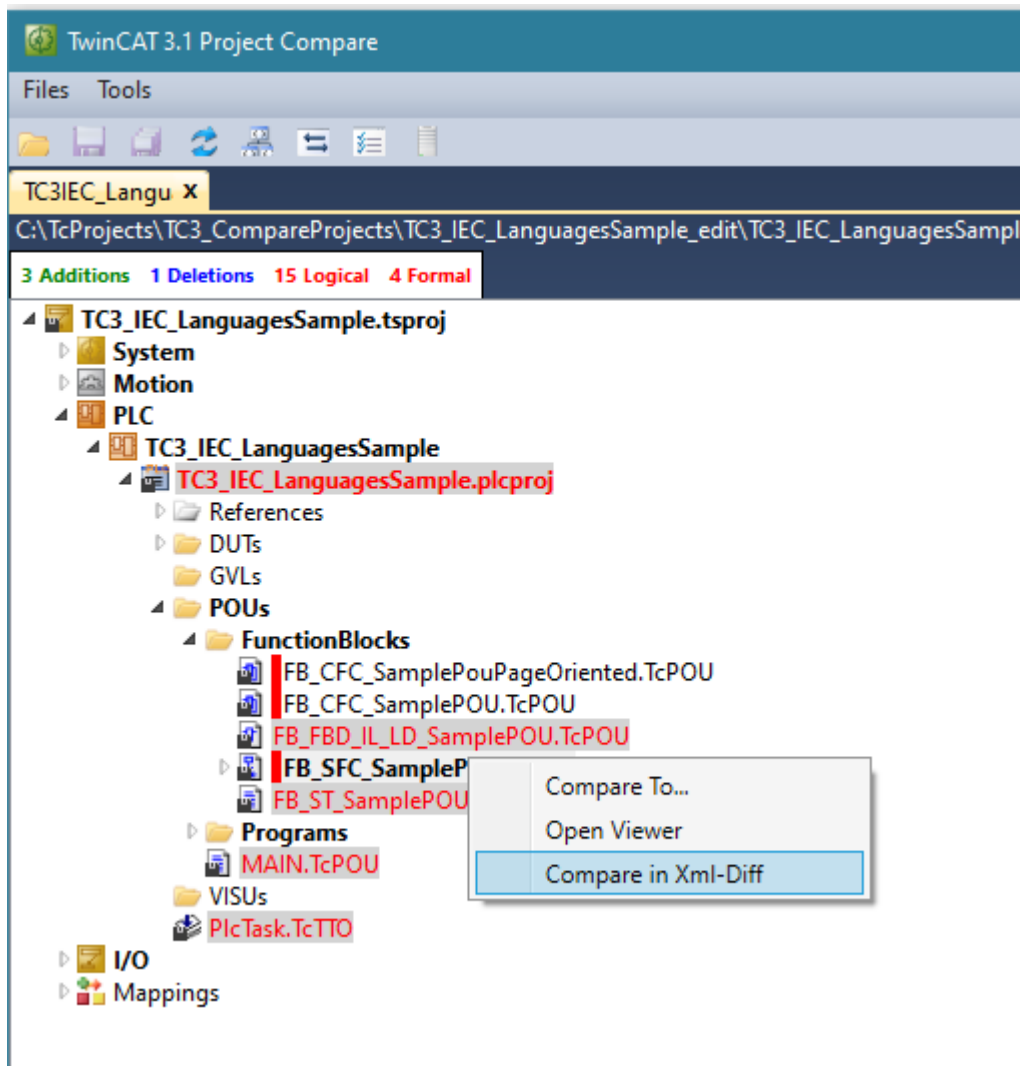 TwinCAT 3.1 Project Compare
Files Tools
TC3IEC_Langu x
C:\TcProjects\TC3_CompareProjects\TC3_IEC_LanguagesSample_edit\TC3_IEC_LanguagesSampl
3 Additions 1 Deletions 15 Logical 4 Formal
TC3_IEC_LanguagesSample.tsproj
System
Motion
PLC
TC3_IEC_LanguagesSample
TC3_IEC_LanguagesSample.plcproj
References
DUTs
GVLs
POUs
FunctionBlocks
FB_CFC_SamplePouPageOriented.TcPOU
FB_CFC_SamplePOU.TcPOU
FB_FBD_IL_LD_SamplePOU.TcPOU
FB_SFC_SampleP
FB_ST_SamplePOU
Compare To...
Open Viewer
Compare in Xml-Diff
Programs
MAIN.TcPOU
VISUs
PlcTask.TcTTO
I/O
Mappings